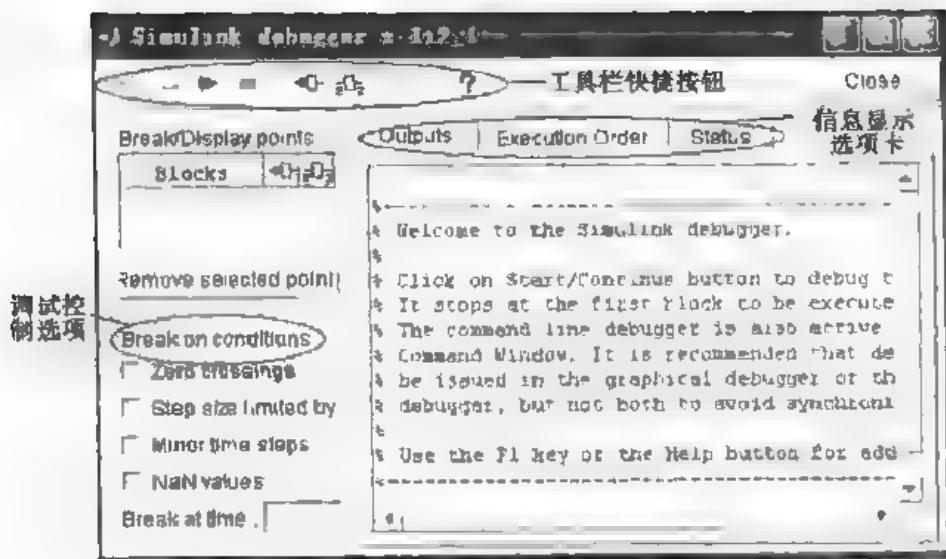 Simulink debugger
工具栏快捷按钮
?
Close
信息显示
选项卡
Break/Display points
Outputs
Execution Order
Status
Blocks
% Welcome to the Simulink debugger.
%
% Click on Start/Continue button to debug t
% It stops at the first block to be execute
% The command line debugger is also active
% Command Window. It is recommended that de
% be issued in the graphical debugger or th
% debugger, but not both to avoid synchroni
%
% Use the F1 key or the Help button for add
Remove selected point
调试控
制选项
Break on conditions
Zero crossings
Step size limited by
Minor time steps
NaN values
Break at time